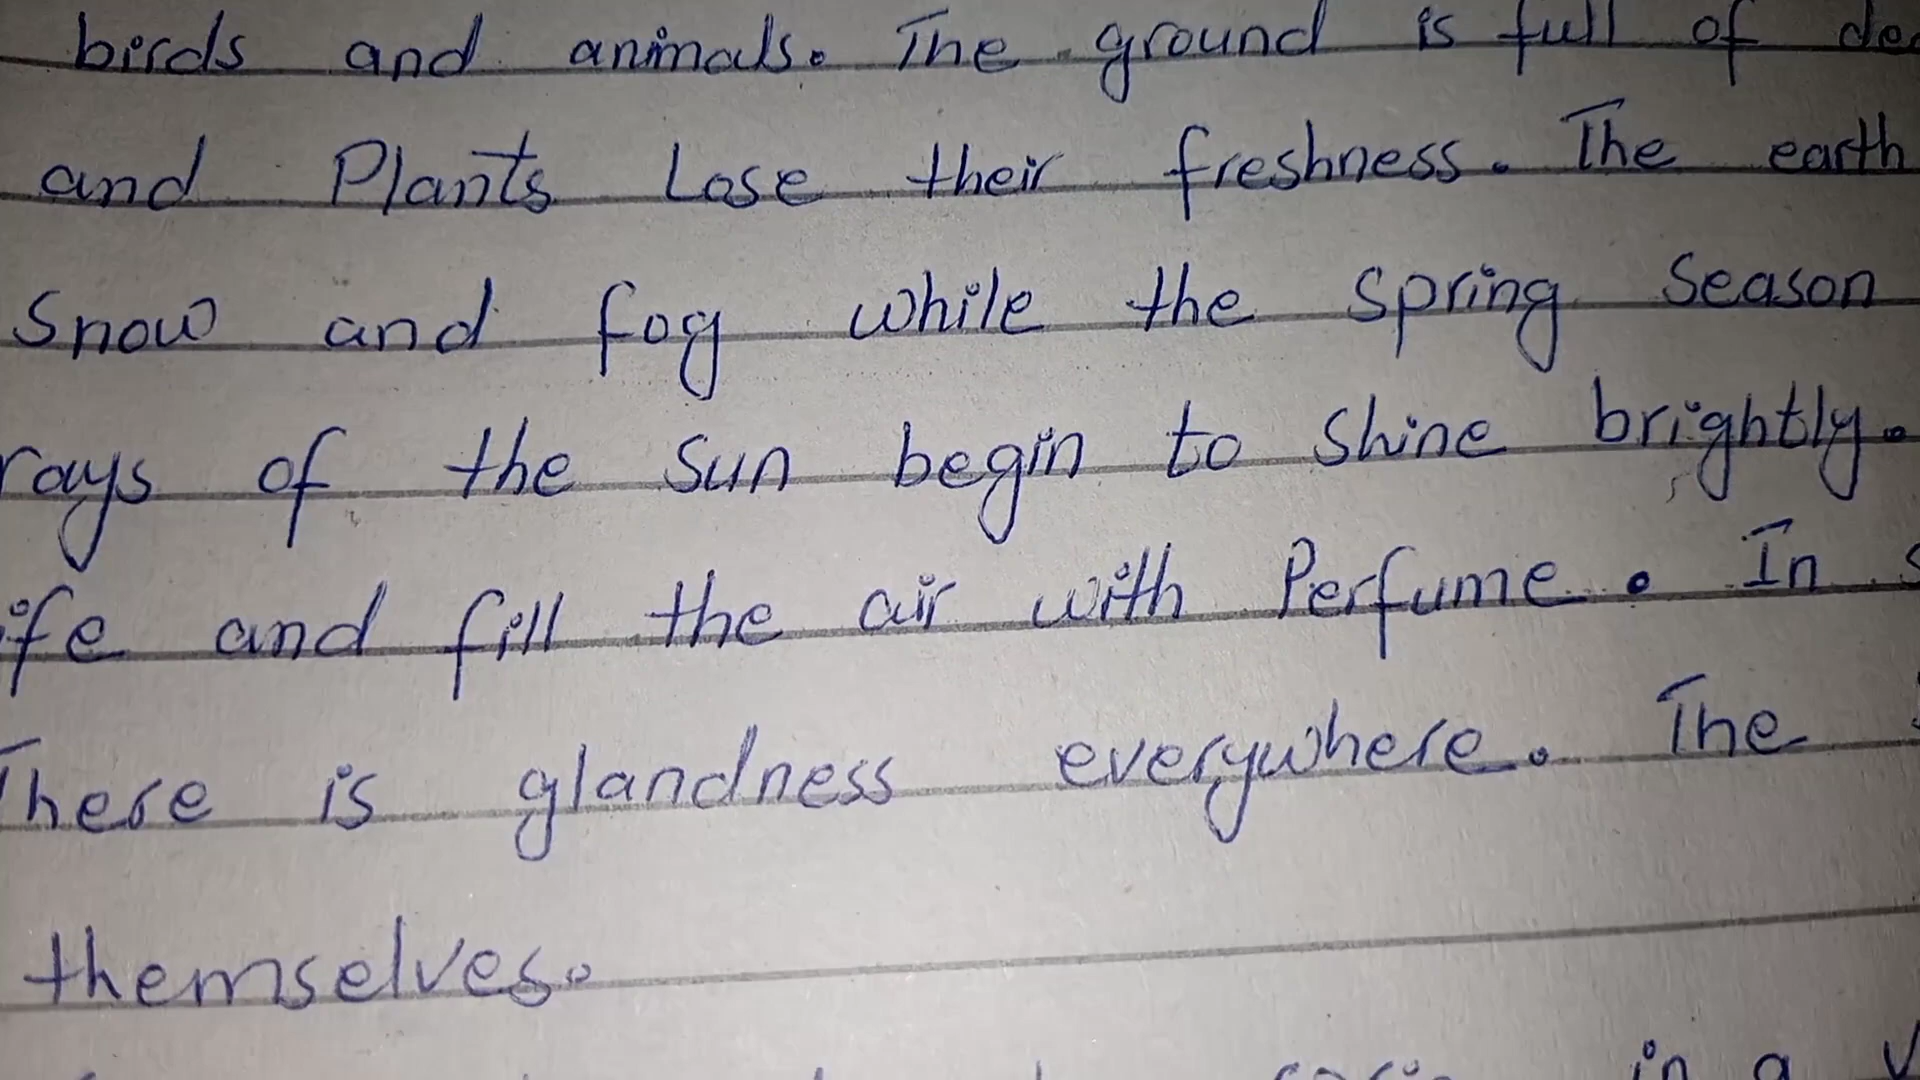 birds and animals. The ground is full of
and Plants Lose their freshness. The earth
Snow and fog while the Spring Season
rays of the Sun begin to Shine brightly.
and fill the air with Perfume. In
There is glandness everywhere. The
themselves.
in a